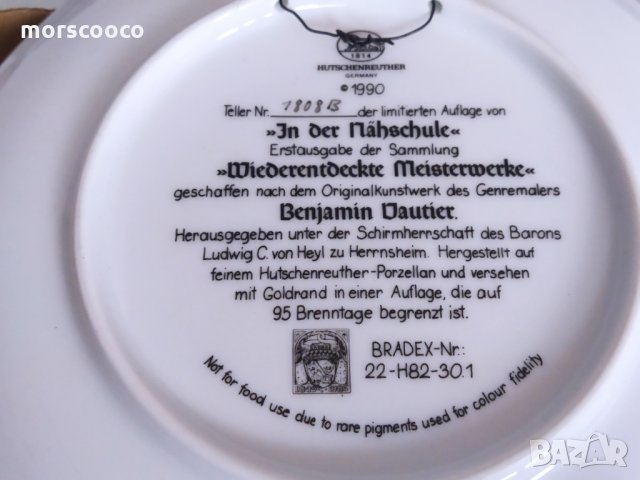 morscooco
1814
HUTSCHENREUTHER
GERMANY
© 1990
Teller Nr. 1808B der limitierten Auflage von
»In der Nähschule«
Erstausgabe der Sammlung
»Wiederentdeckte Meisterwerke«
geschaffen nach dem Originalkunstwerk des Genremalers
Benjamin Vautier.
Herausgegeben unter der Schirmherrschaft des Barons
Ludwig C. von Heyl zu Herrnsheim. Hergestellt auf
feinem Hutschenreuther-Porzellan und versehen
mit Goldrand in einer Auflage, die auf
95 Brenntage begrenzt ist.
BRADEX-Nr.:
22-H82-30.1
Not for food use due to rare pigments used for colour fidelity
BAZAR